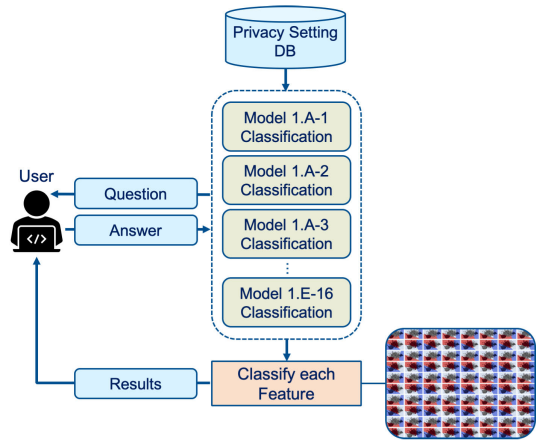 Privacy Setting
DB
Model 1.A-1
Classification
Model 1.A-2
Classification
User
Question
Answer
</>
Model 1.A-3
Classification
⋮
Model 1.E-16
Classification
Results
Classify each
Feature